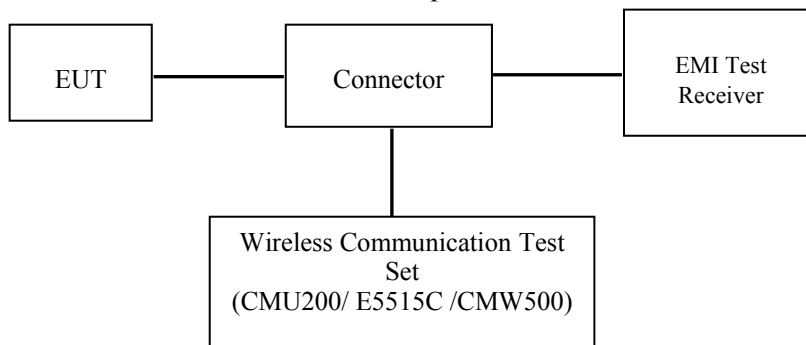 EUT
Connector
EMI Test
Receiver
Wireless Communication Test
Set
(CMU200/ E5515C /CMW500)